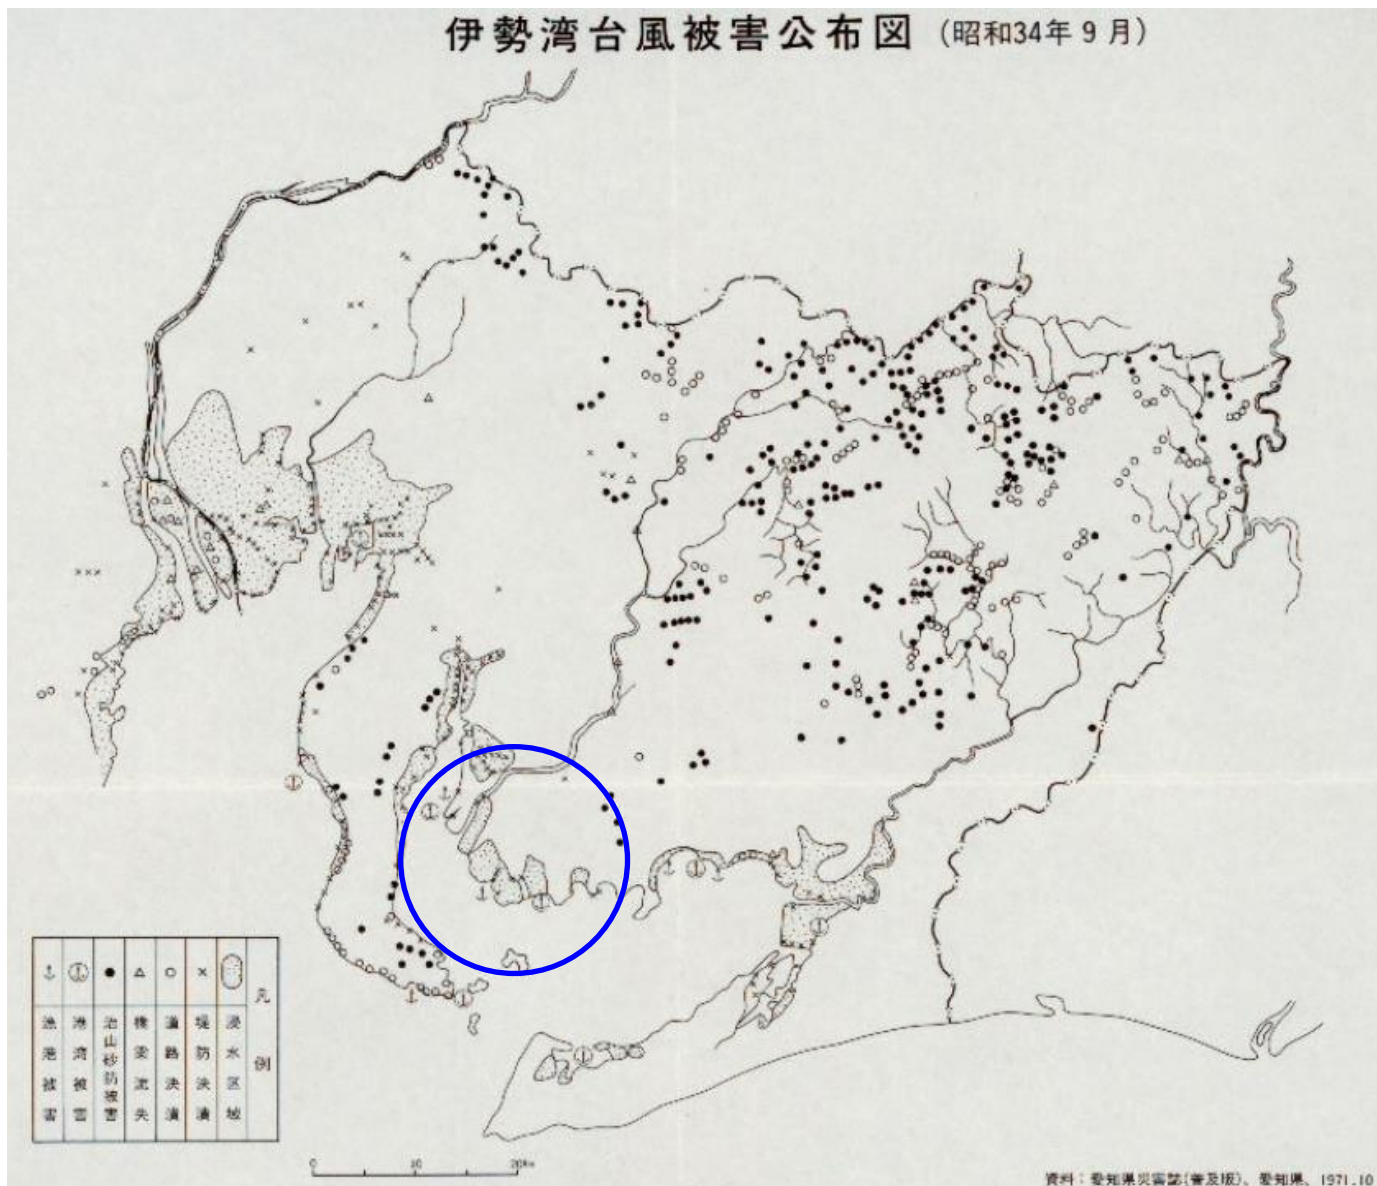 伊勢湾台風被害公布図（昭和34年９月）
凡例
浸水区域
堤防決潰
道路決潰
橋梁流失
治山砂防被害
港湾被害
漁港被害
0 10 20km
資料：愛知県災害誌(普及版)、愛知県、1971.10